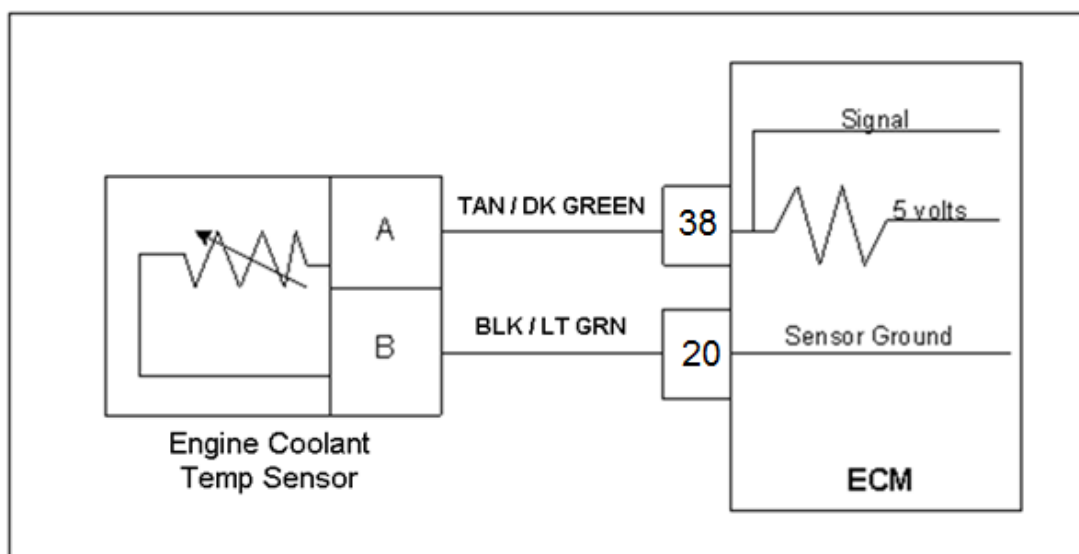 Signal
TAN / DK GREEN
A
38
5 volts
BLK / LT GRN
B
20
Sensor Ground
Engine Coolant
Temp Sensor
ECM